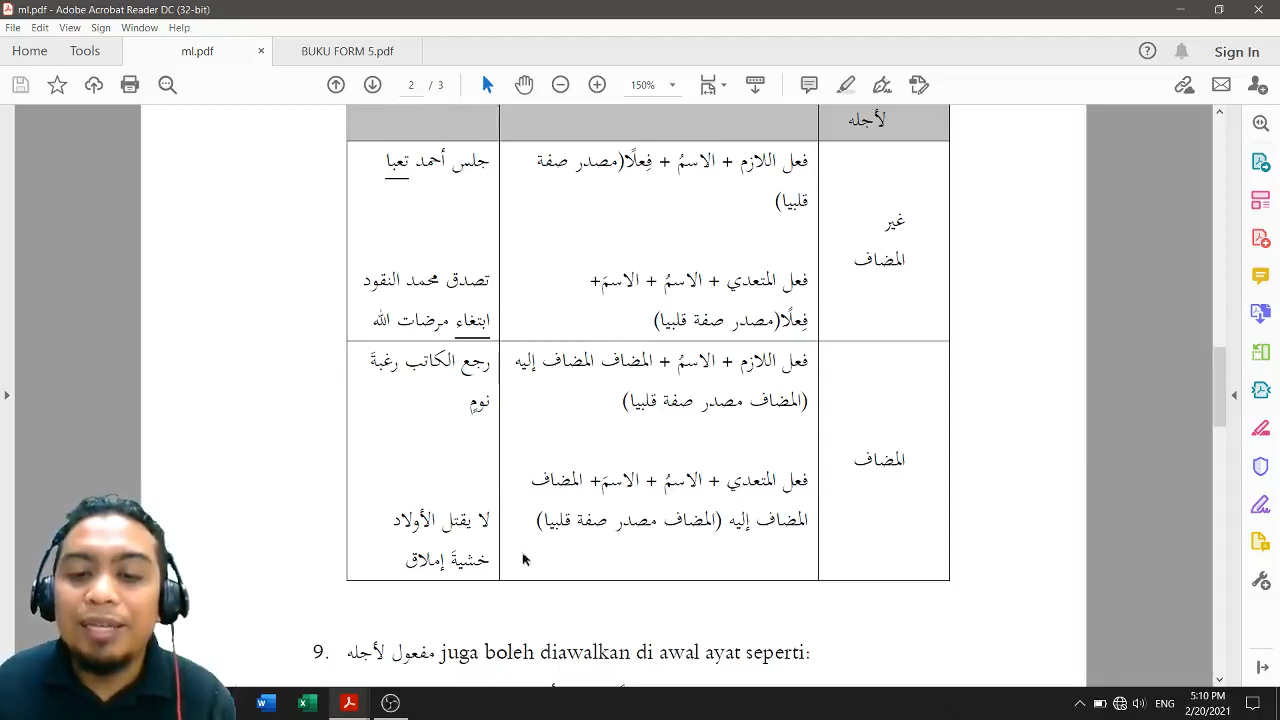 ml.pdf - Adobe Acrobat Reader DC (32-bit)
File Edit View Sign Window Help
Home Tools ml.pdf × BUKU FORM 5.pdf Sign In
2 / 3 150%
لأجله
فعل اللازم + الاسمُ + فِعلًا(مصدر صفة
قلبيا)
جلس أحمد تعبا
غير
المضاف
فعل المتعدي + الاسمُ + الاسمَ+
فِعلًا(مصدر صفة قلبيا)
تصدق محمد النقود
ابتغاء مرضات الله
فعل اللازم + الاسمُ + المضاف المضاف إليه
(المضاف مصدر صفة قلبيا)
رجع الكاتب رغبةَ
نومٍ
المضاف
فعل المتعدي + الاسمُ + الاسمَ+ المضاف
المضاف إليه (المضاف مصدر صفة قلبيا)
لا يقتل الأولاد
خشيةَ إملاق
9. مفعول لأجله juga boleh diawalkan di awal ayat seperti:
ENG
5:10 PM
2/20/2021